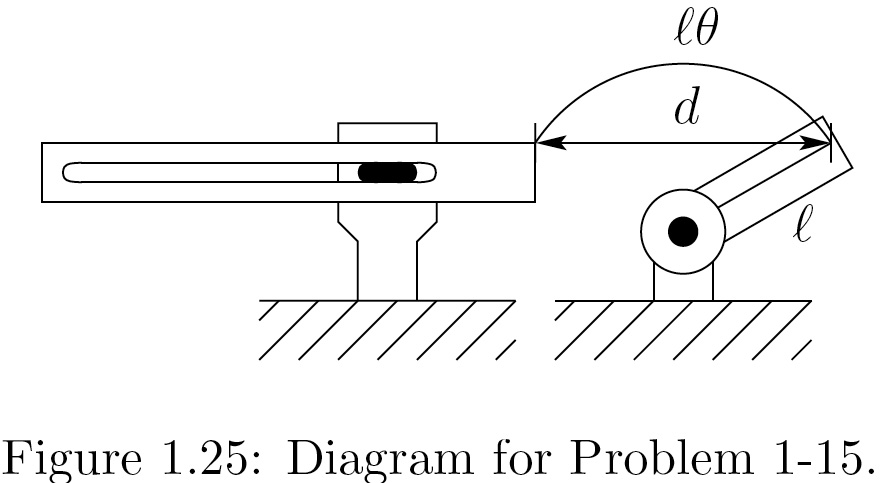 ℓθ
d
ℓ
Figure 1.25: Diagram for Problem 1-15.